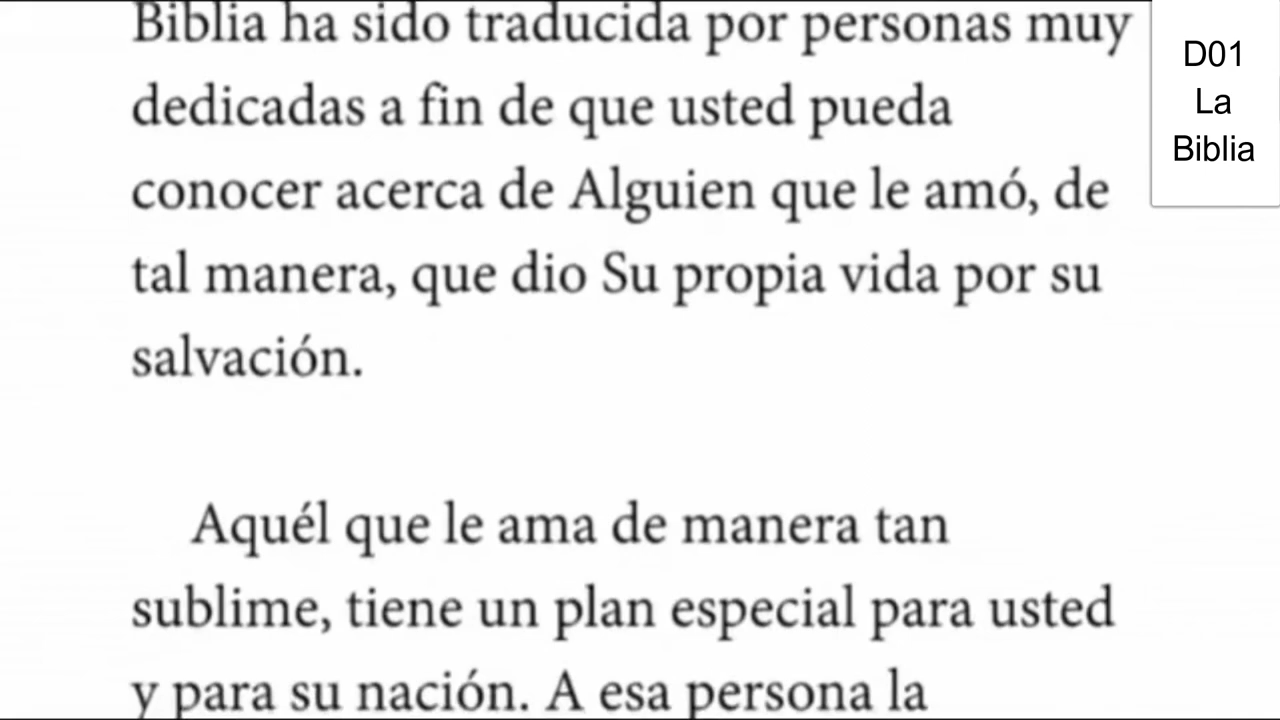 Biblia ha sido traducida por personas muy
dedicadas a fin de que usted pueda
conocer acerca de Alguien que le amó, de
tal manera, que dio Su propia vida por su
salvación.
Aquél que le ama de manera tan
sublime, tiene un plan especial para usted
y para su nación. A esa persona la
D01
La
Biblia